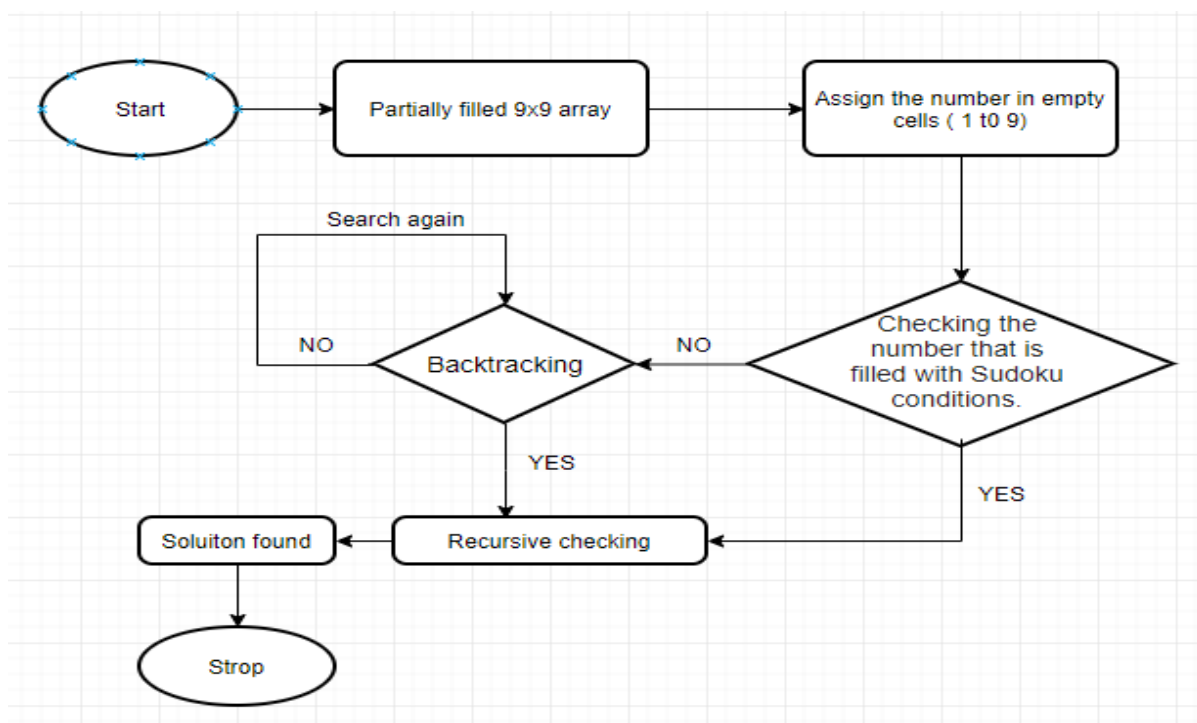 Start
Partially filled 9x9 array
Assign the number in empty
cells ( 1 t0 9)
Search again
Checking the
number that is
filled with Sudoku
conditions.
NO
Backtracking
NO
YES
YES
Soluiton found
Recursive checking
Strop